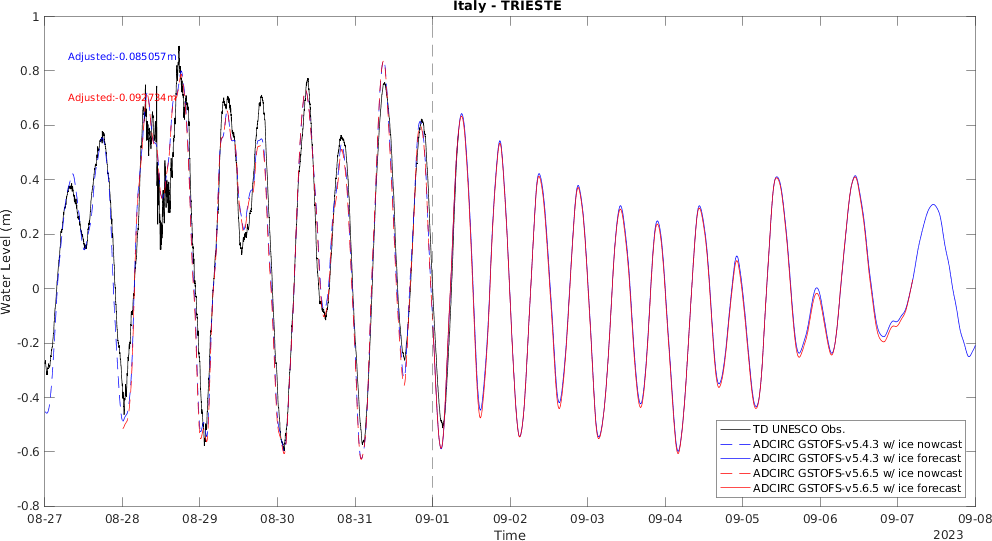 Italy - TRIESTE
1
0.8
0.6
0.4
0.2
0
-0.2
-0.4
-0.6
-0.8
Water Level (m)
Adjusted:-0.085057m
Adjusted:-0.092734m
TD UNESCO Obs.
ADCIRC GSTOFS-v5.4.3 w/ ice nowcast
ADCIRC GSTOFS-v5.4.3 w/ ice forecast
ADCIRC GSTOFS-v5.6.5 w/ ice nowcast
ADCIRC GSTOFS-v5.6.5 w/ ice forecast
08-27 08-28 08-29 08-30 08-31 09-01 09-02 09-03 09-04 09-05 09-06 09-07 09-08
Time
2023